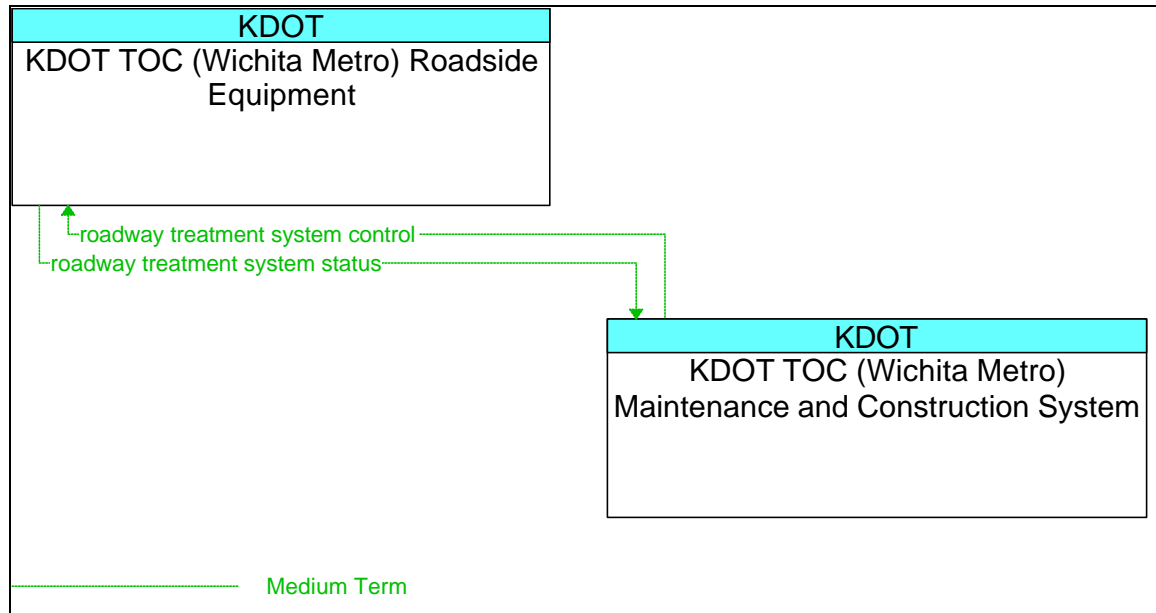 KDOT
KDOT TOC (Wichita Metro) Roadside
Equipment
roadway treatment system control
roadway treatment system status
KDOT
KDOT TOC (Wichita Metro)
Maintenance and Construction System
Medium Term